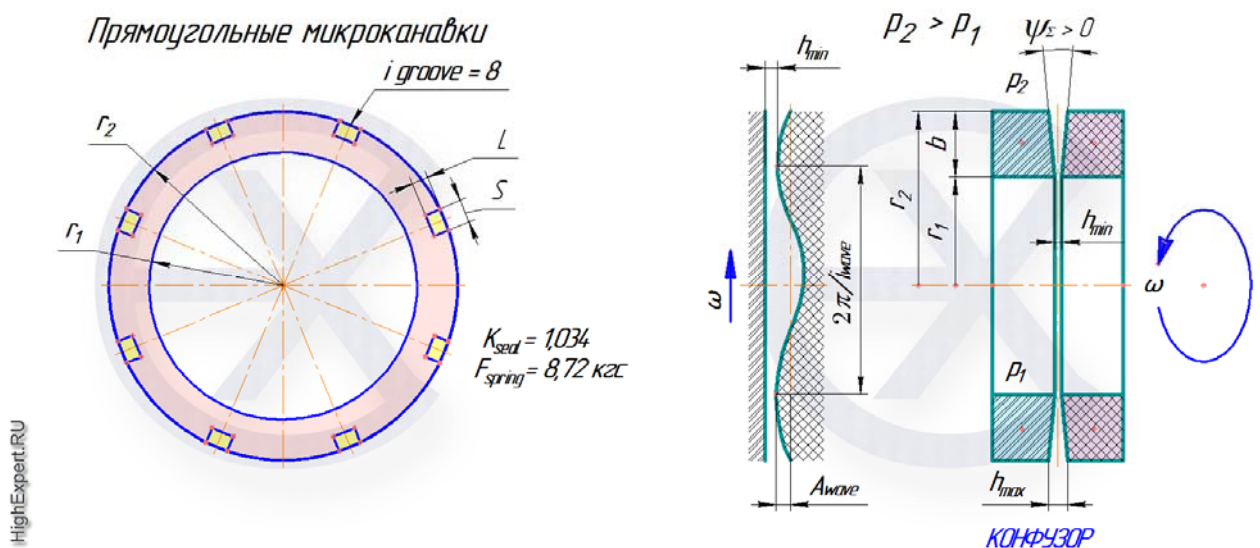 Прямоугольные микроканавки
i groove = 8
r2
L
S
r1
Kseal = 1,034
Fspring = 8,72 кгс
HighExpert.RU
p2 > p1
ψΣ > 0
hmin
p2
b
r2
r1
hmin
2π/iwave
ω
ω
p1
Awave
hmax
КОНФУЗОР